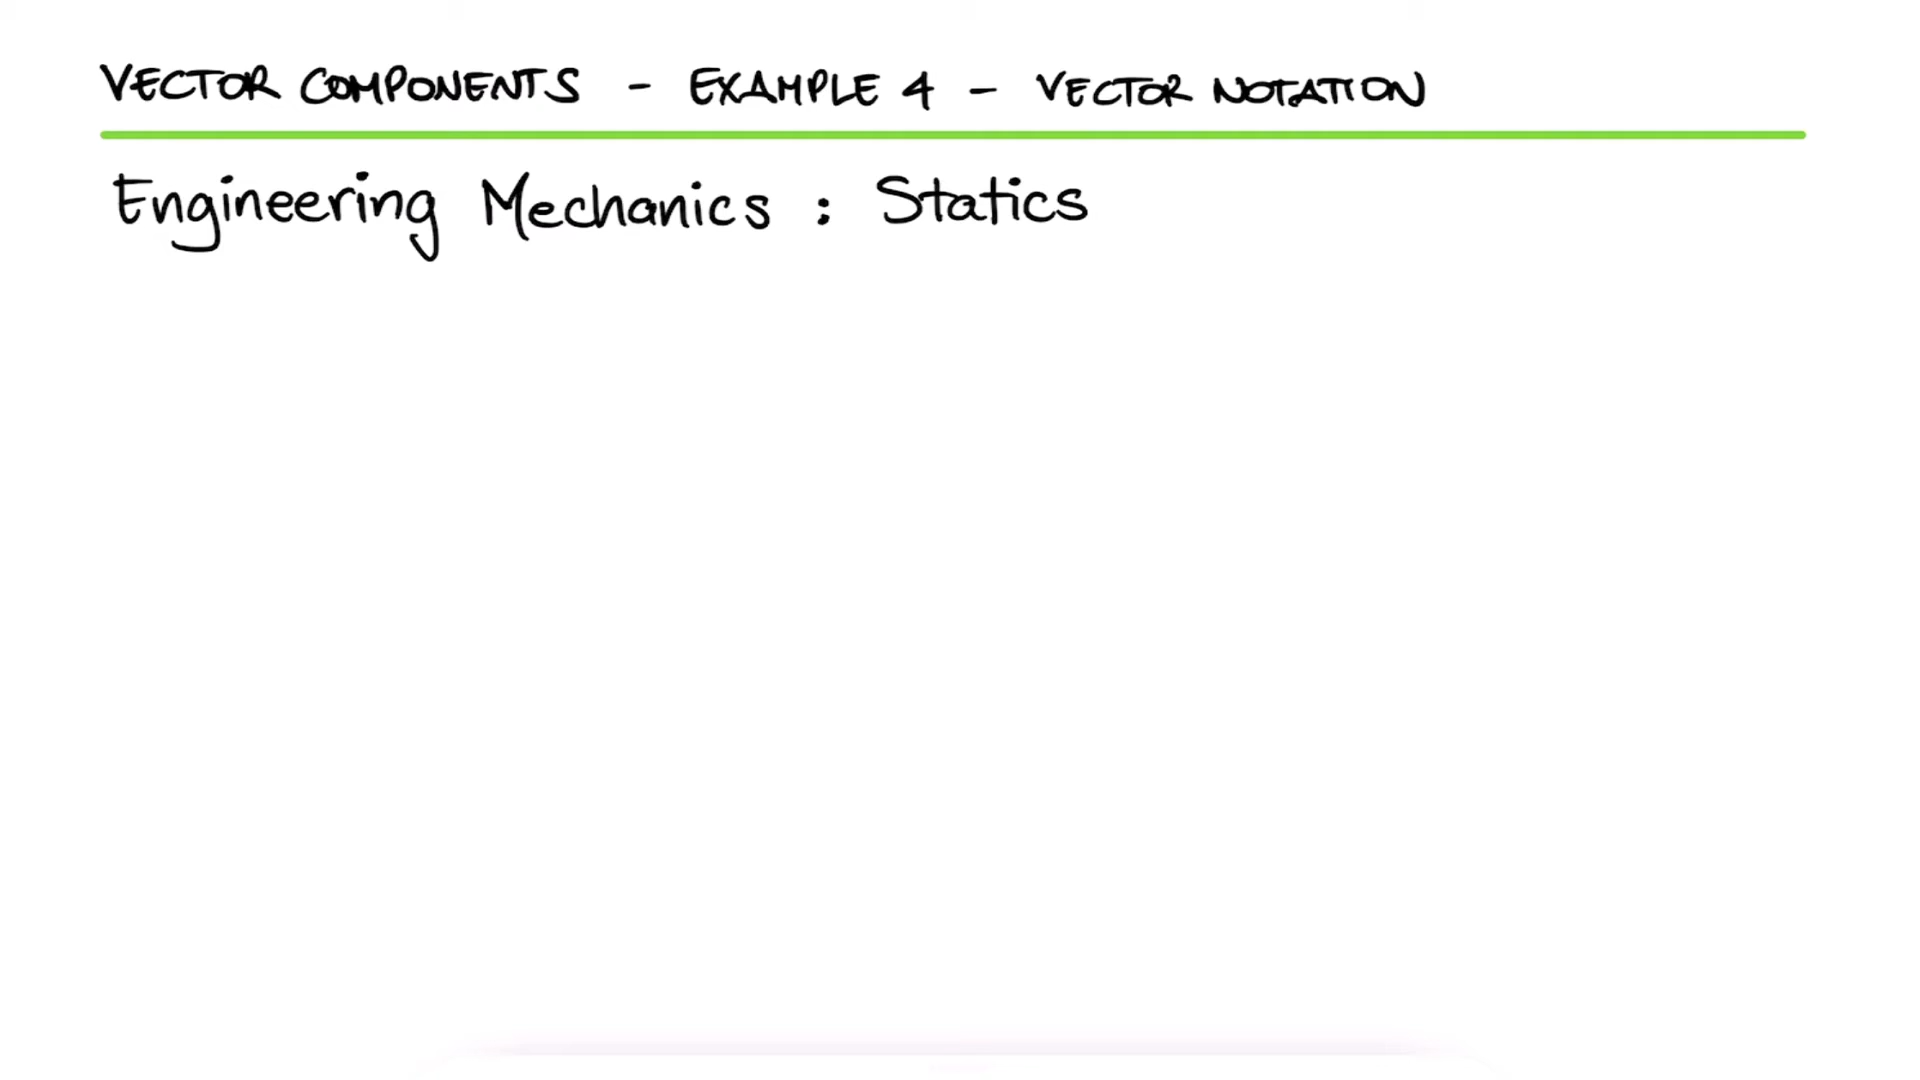 VECTOR COMPONENTS - EXAMPLE 4 - VECTOR NOTATION
Engineering Mechanics : Statics